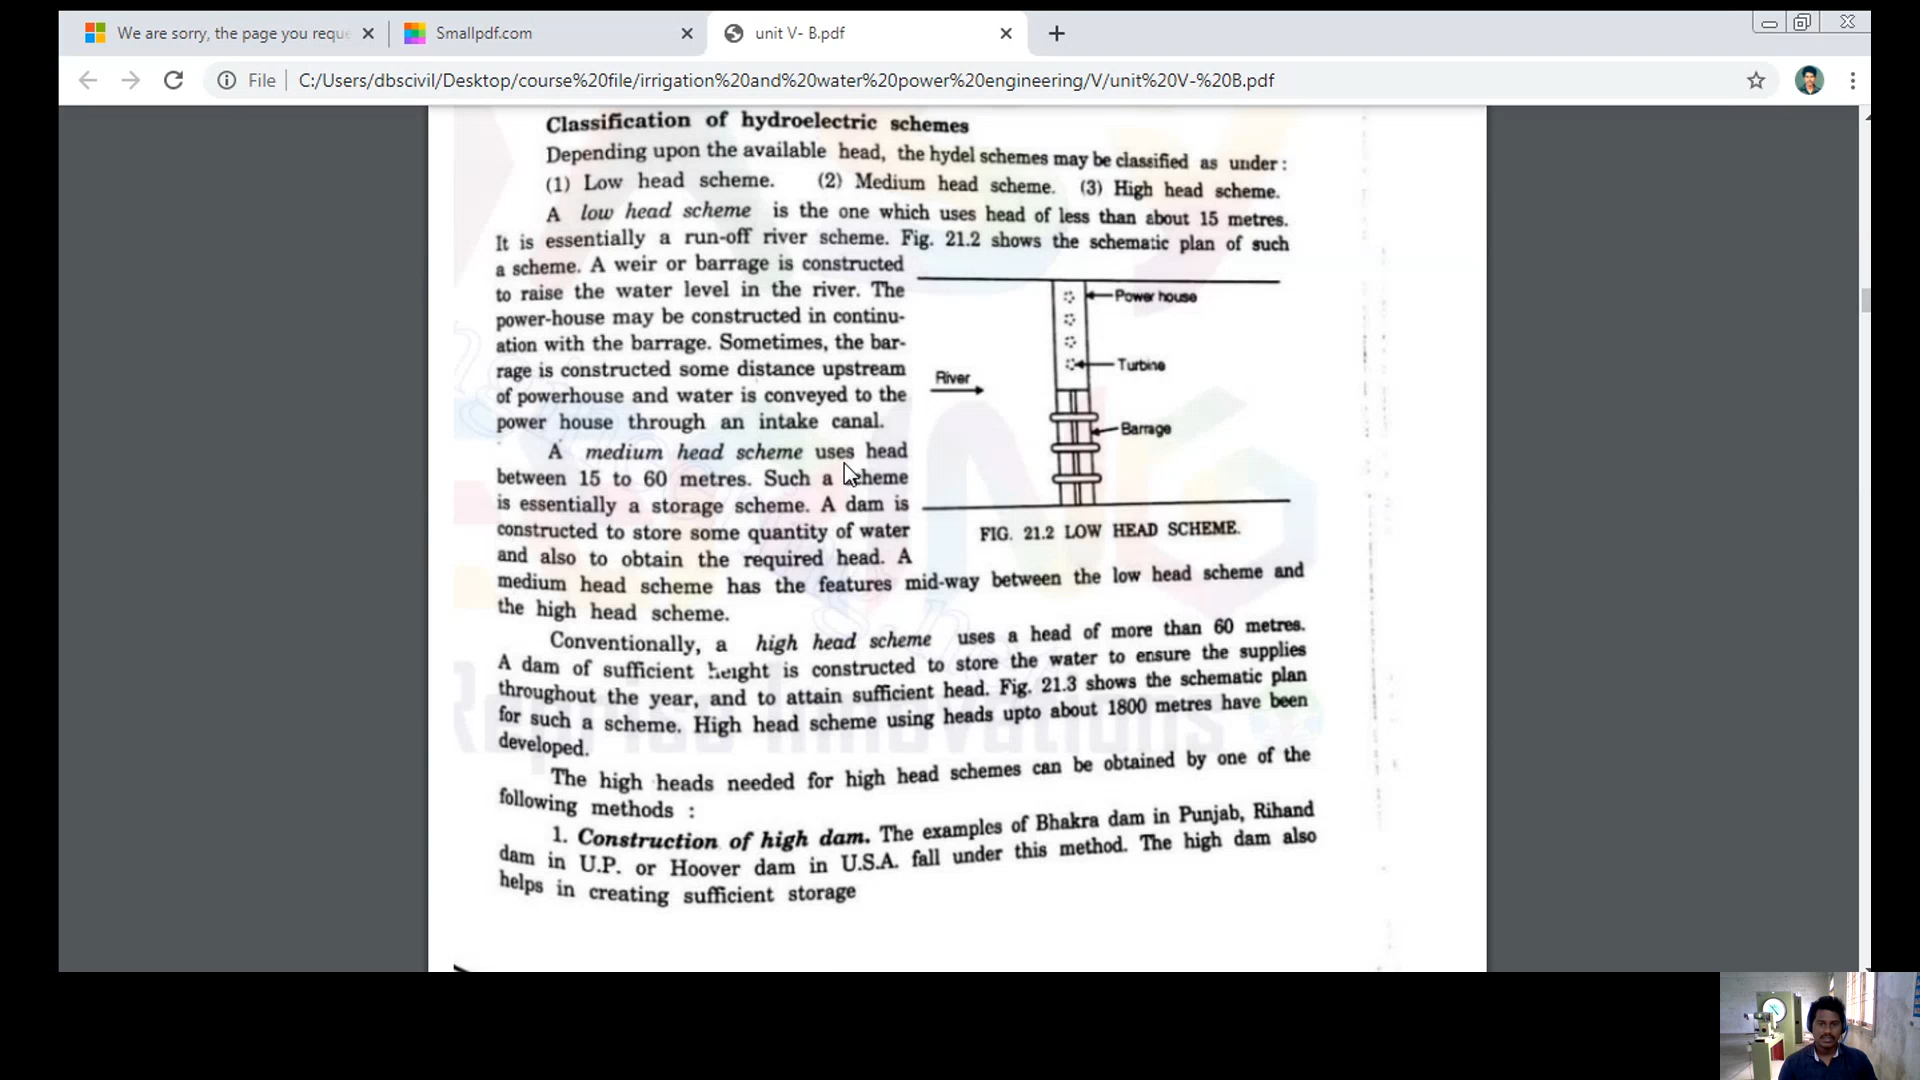 We are sorry, the page you reque
Smallpdf.com
unit V- B.pdf
File
C:/Users/dbscivil/Desktop/course%20file/irrigation%20and%20water%20power%20engineering/V/unit%20V-%20B.pdf
Classification of hydroelectric schemes
Depending upon the available head, the hydel schemes may be classified as under :
(1) Low head scheme. (2) Medium head scheme. (3) High head scheme.
A low head scheme is the one which uses head of less than about 15 metres.
It is essentially a run-off river scheme. Fig. 21.2 shows the schematic plan of such
a scheme. A weir or barrage is constructed
to raise the water level in the river. The
power-house may be constructed in continu-
ation with the barrage. Sometimes, the bar-
rage is constructed some distance upstream
of powerhouse and water is conveyed to the
power house through an intake canal.
A medium head scheme uses head
between 15 to 60 metres. Such a scheme
is essentially a storage scheme. A dam is
constructed to store some quantity of water
and also to obtain the required head. A
medium head scheme has the features mid-way between the low head scheme and
the high head scheme.
Power house
Turbine
River
Barrage
FIG. 21.2 LOW HEAD SCHEME.
Conventionally, a high head scheme uses a head of more than 60 metres.
A dam of sufficient height is constructed to store the water to ensure the supplies
throughout the year, and to attain sufficient head. Fig. 21.3 shows the schematic plan
for such a scheme. High head scheme using heads upto about 1800 metres have been
developed.
The high heads needed for high head schemes can be obtained by one of the
following methods :
1. Construction of high dam. The examples of Bhakra dam in Punjab, Rihand
dam in U.P. or Hoover dam in U.S.A. fall under this method. The high dam also
helps in creating sufficient storage